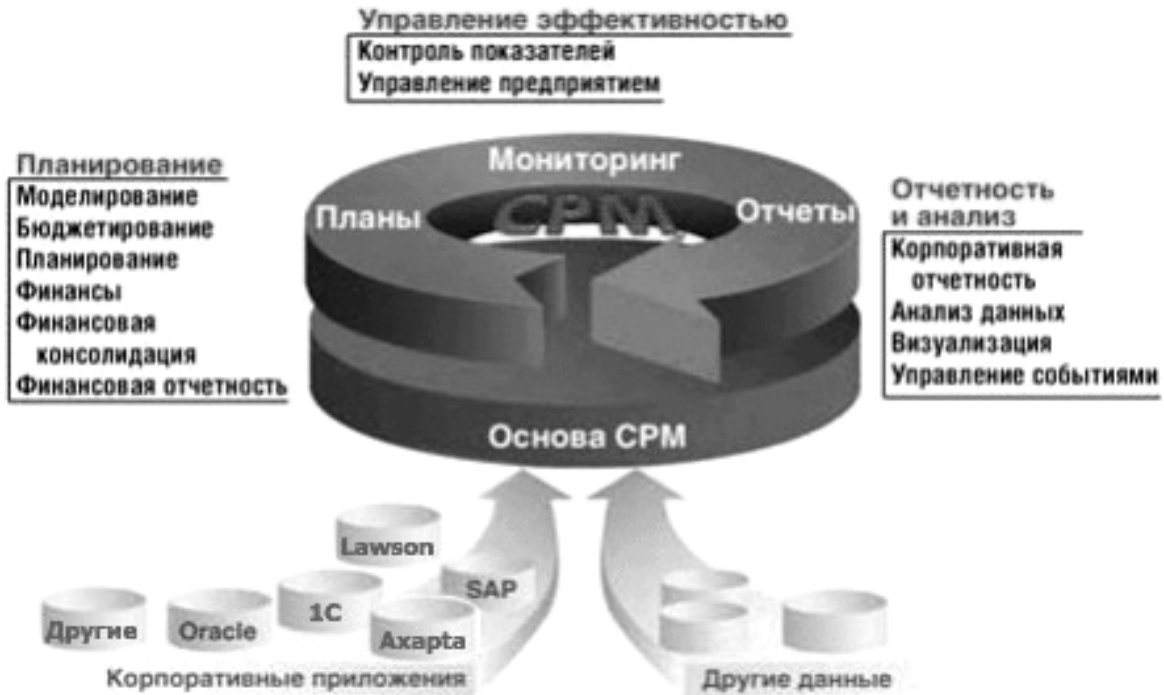 Управление эффективностью
Контроль показателей
Управление предприятием
Планирование
Моделирование
Бюджетирование
Планирование
Финансы
Финансовая
консолидация
Финансовая отчетность
Мониторинг
Планы
CPM
Отчеты
Отчетность
и анализ
Корпоративная
отчетность
Анализ данных
Визуализация
Управление событиями
Основа CPM
Lawson
SAP
1C
Другие
Oracle
Axapta
Корпоративные приложения
Другие данные